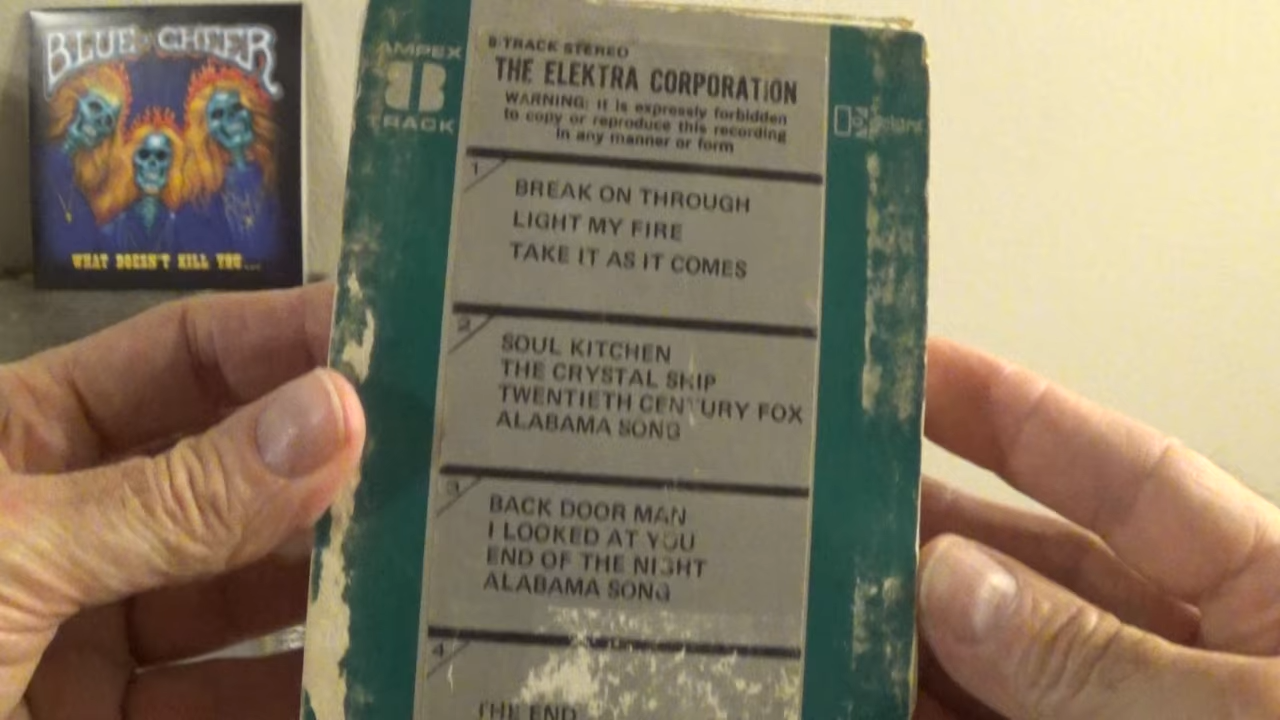 BLUE CHEER
WHAT DOESN'T KILL YOU...
AMPEX
8
TRACK
8·TRACK STEREO
THE ELEKTRA CORPORATION
WARNING: It is expressly forbidden
to copy or reproduce this recording
in any manner or form
1
BREAK ON THROUGH
LIGHT MY FIRE
TAKE IT AS IT COMES
2
SOUL KITCHEN
THE CRYSTAL SHIP
TWENTIETH CENTURY FOX
ALABAMA SONG
3
BACK DOOR MAN
I LOOKED AT YOU
END OF THE NIGHT
ALABAMA SONG
4
THE END